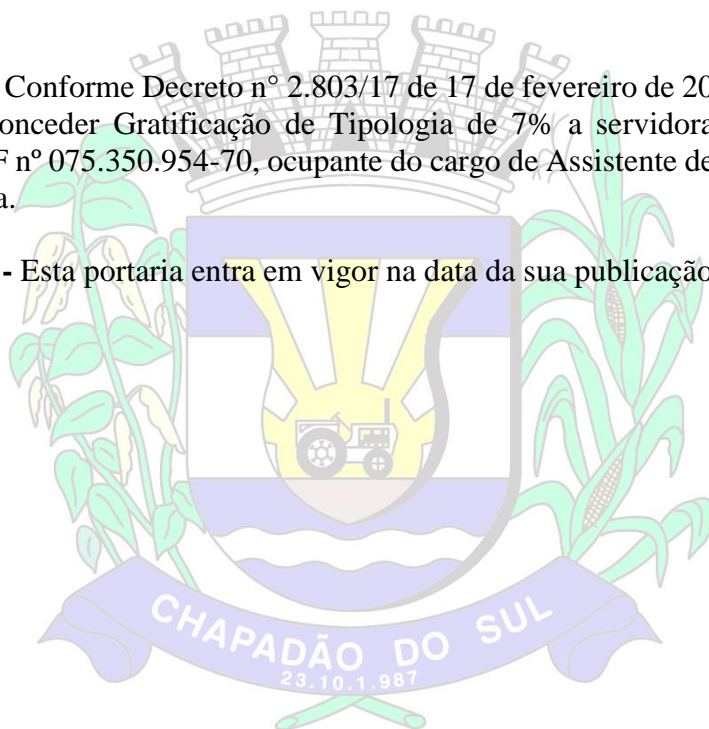 Conforme Decreto n° 2.803/17 de 17 de fevereiro de 20
onceder Gratificação de Tipologia de 7% a servidora
F nº 075.350.954-70, ocupante do cargo de Assistente de
a.
- Esta portaria entra em vigor na data da sua publicação
CHAPADÃO DO SUL
23.10.1.987